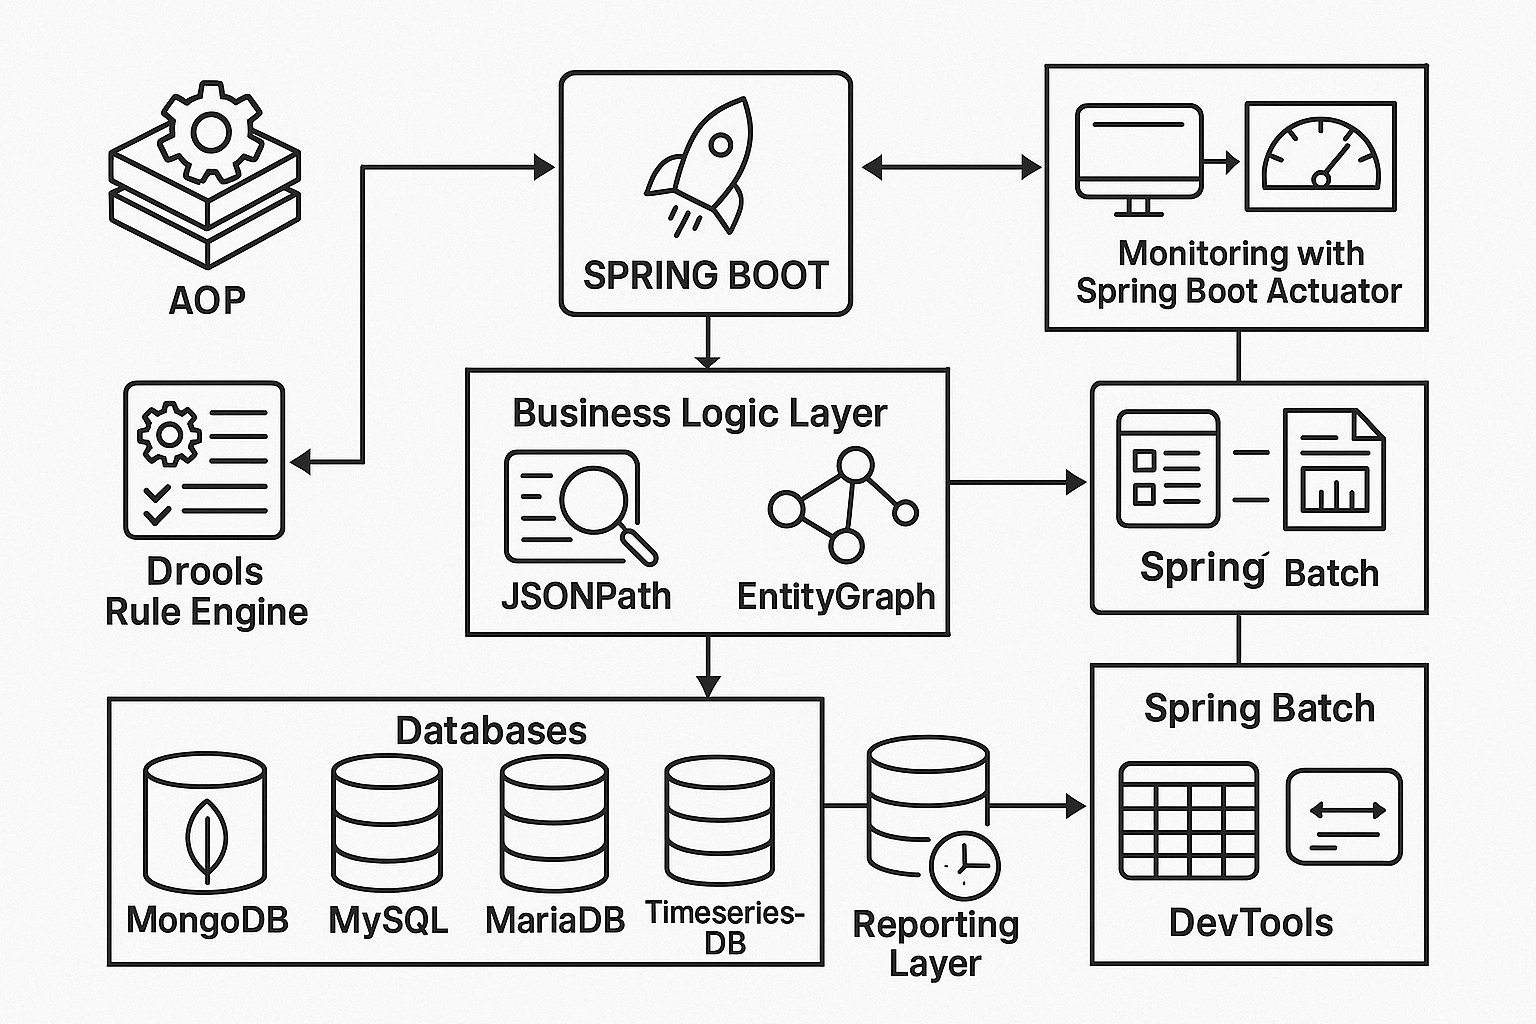 AOP
SPRING BOOT
Monitoring with
Spring Boot Actuator
Drools
Rule Engine
Business Logic Layer
JSONPath
EntityGraph
Spring Batch
Databases
MongoDB
MySQL
MariaDB
Timeseries-
DB
Reporting
Layer
Spring Batch
DevTools